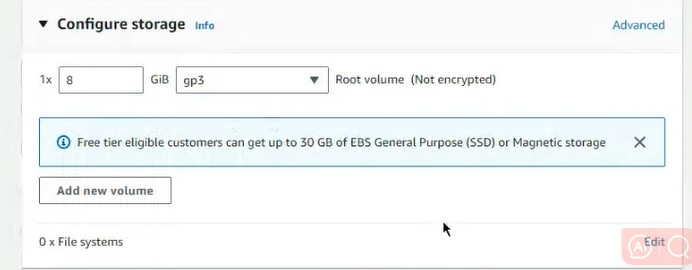 Configure storage Info Advanced
1x 8 GiB gp3 Root volume (Not encrypted)
Free tier eligible customers can get up to 30 GB of EBS General Purpose (SSD) or Magnetic storage
Add new volume
0 x File systems Edit
AI